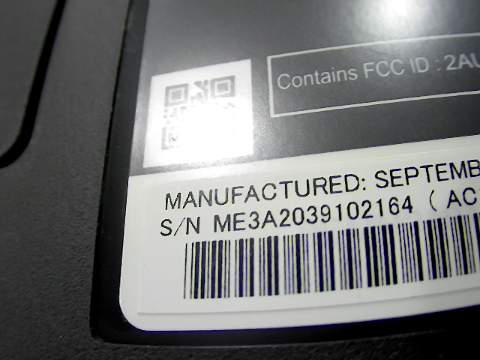 Contains FCC ID : 2AU
MANUFACTURED: SEPTEMB
S/N ME3A2039102164 ( AC